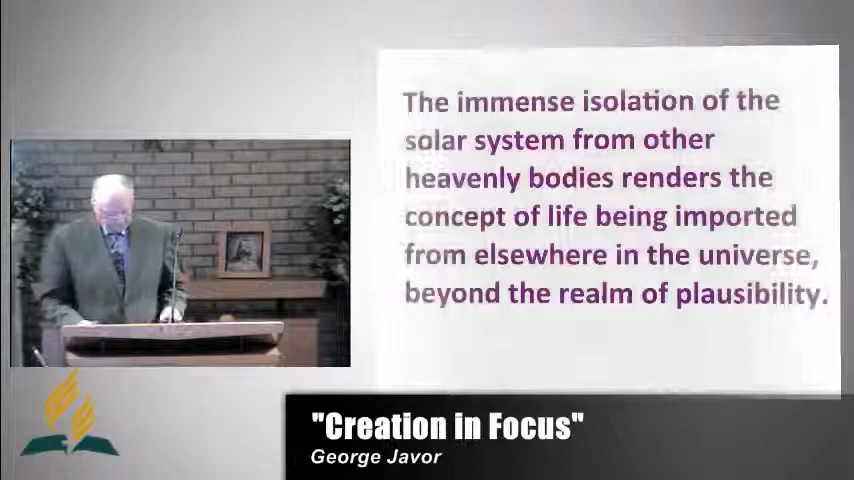 The immense isolation of the
solar system from other
heavenly bodies renders the
concept of life being imported
from elsewhere in the universe,
beyond the realm of plausibility.
"Creation in Focus"
George Javor